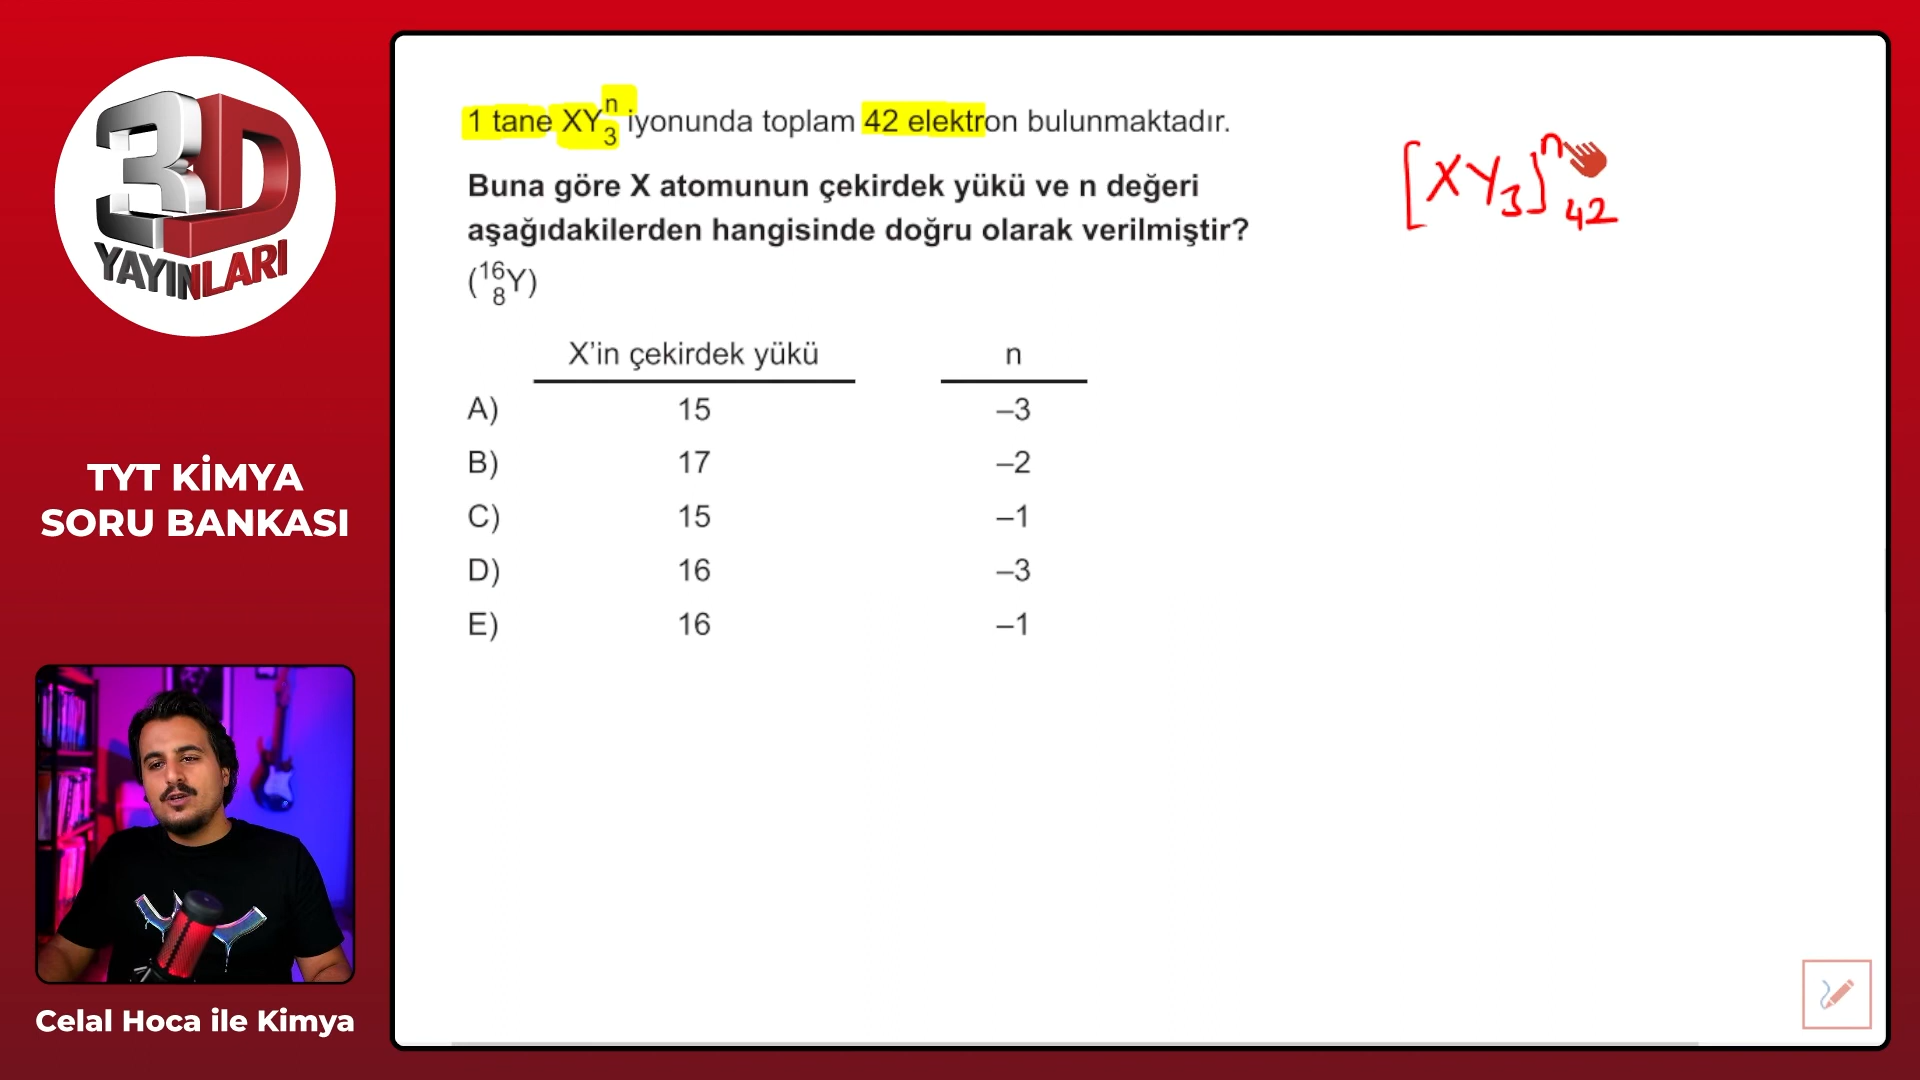 3D
YAYINLARI
TYT KİMYA
SORU BANKASI
Celal Hoca ile Kimya
1 tane XY₃ⁿ iyonunda toplam 42 elektron bulunmaktadır.
Buna göre X atomunun çekirdek yükü ve n değeri
aşağıdakilerden hangisinde doğru olarak verilmiştir?
(¹⁶₈Y)
X’in çekirdek yükü n
A) 15 –3
B) 17 –2
C) 15 –1
D) 16 –3
E) 16 –1
[XY₃]ⁿ₄₂